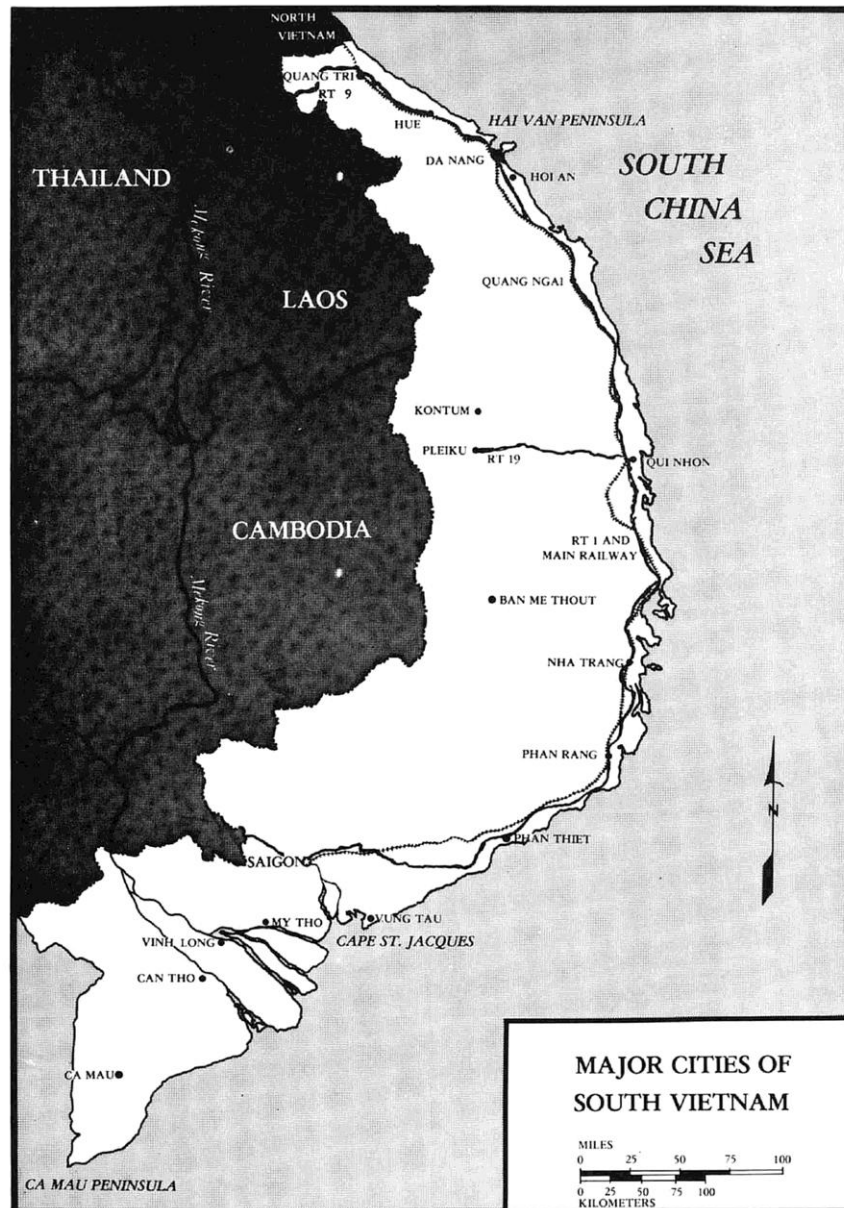 NORTH
VIETNAM
QUANG TRI
RT 9
HUE
HAI VAN PENINSULA
DA NANG
HOI AN
THAILAND
SOUTH
CHINA
SEA
Mekong River
LAOS
QUANG NGAI
KONTUM
PLEIKU
RT 19
QUI NHON
CAMBODIA
RT 1 AND
MAIN RAILWAY
Mekong River
BAN ME THOUT
NHA TRANG
PHAN RANG
N
PHAN THIET
SAIGON
MY THO
VUNG TAU
VINH LONG
CAPE ST. JACQUES
CAN THO
CA MAU
CA MAU PENINSULA
MAJOR CITIES OF
SOUTH VIETNAM
MILES
0 25 50 75 100
0 25 50 75 100
KILOMETERS